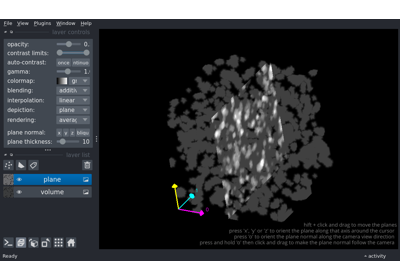 File View Plugins Window Help
layer controls
opacity: 0.
contrast limits:
auto-contrast: once
gamma: 1.
colormap: gr
blending: additiv
interpolation: linear
depiction: plane
rendering: averag
plane normal: x y z
plane thickness: 10
layer list
plane
volume
hift + click and drag to move the plane
press 'x', 'y' or 'z' to orient the plane along that axis around the cursor
press 'o' to orient the plane normal along the camera view direction
press and hold 'o' then click and drag to make the plane normal follow the camera
Ready
activity